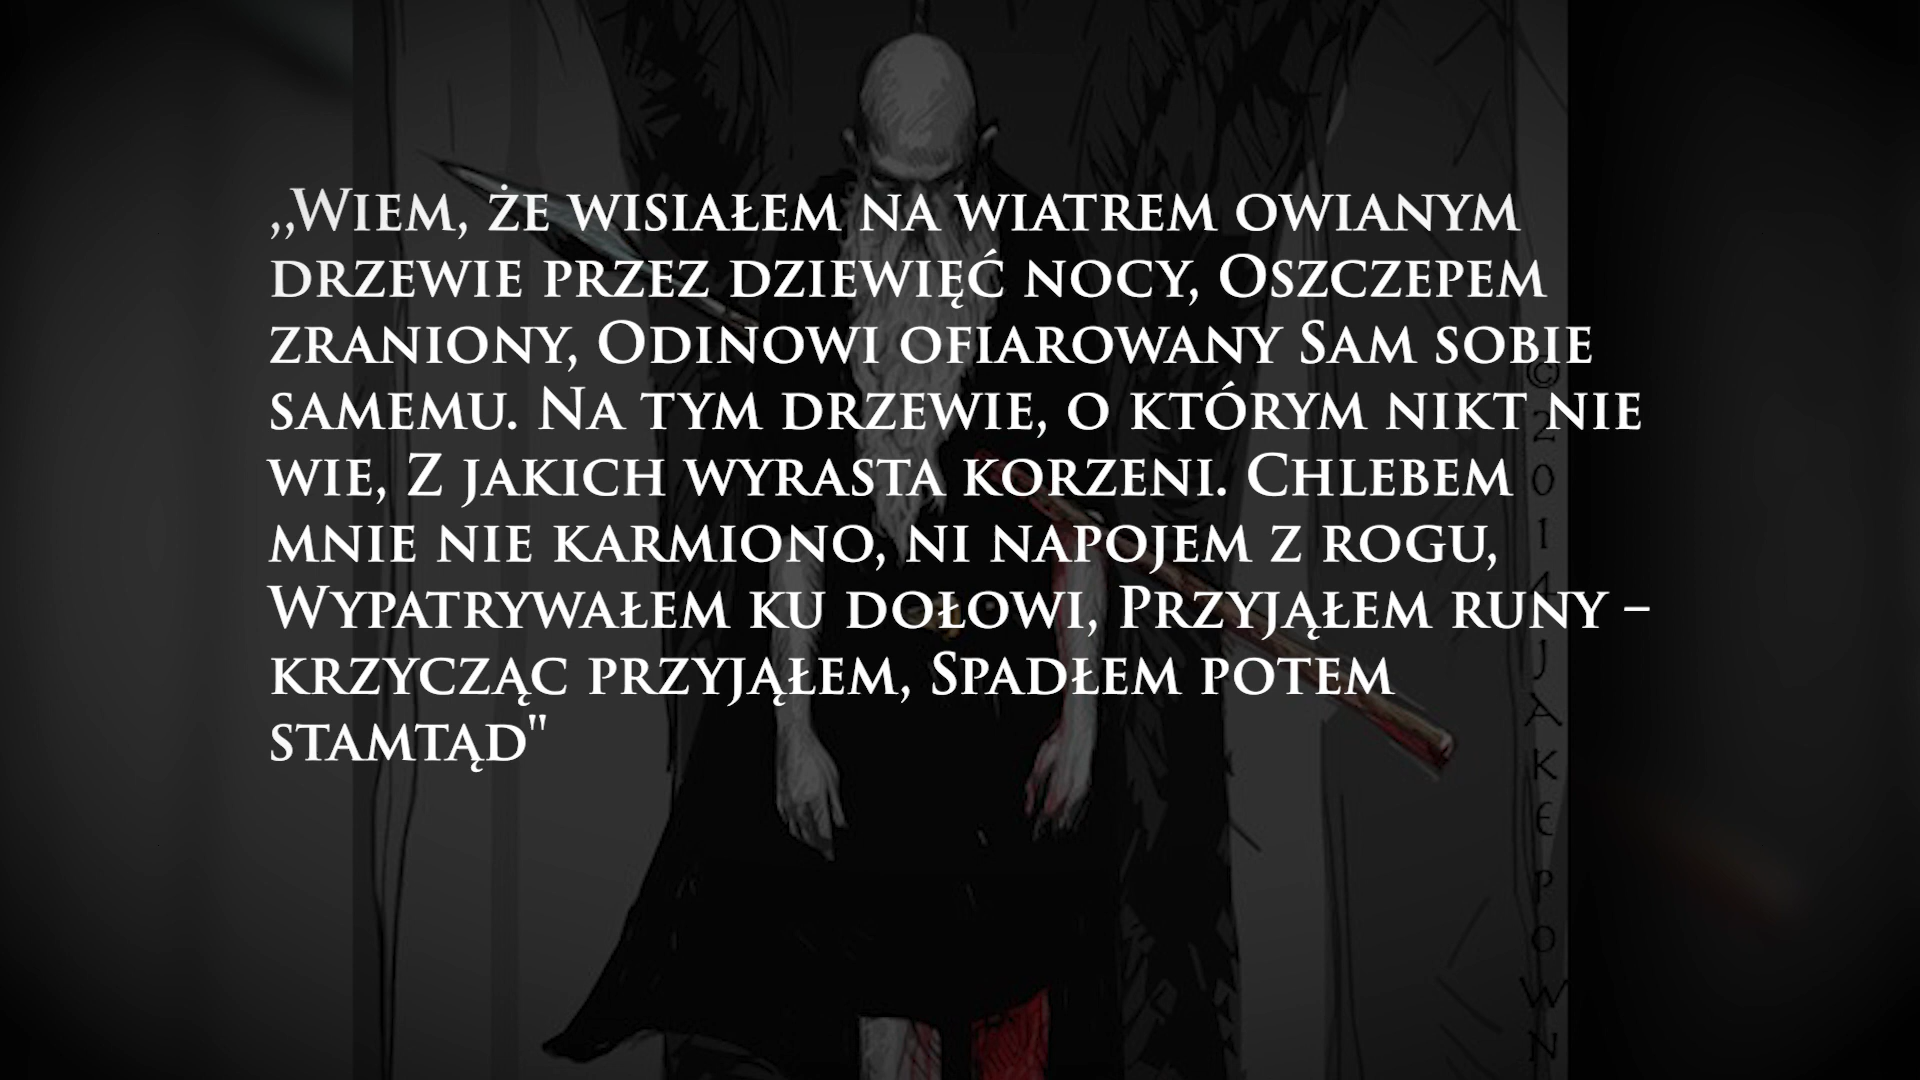 ,,Wiem, że wisiałem na wiatrem owianym
drzewie przez dziewięć nocy, Oszczepem
zraniony, Odinowi ofiarowany Sam sobie
samemu. Na tym drzewie, o którym nikt nie
wie, Z jakich wyrasta korzeni. Chlebem
mnie nie karmiono, ni napojem z rogu,
Wypatrywałem ku dołowi, Przyjąłem runy –
krzycząc przyjąłem, Spadłem potem
stamtąd"
©2014JAKEPOWN